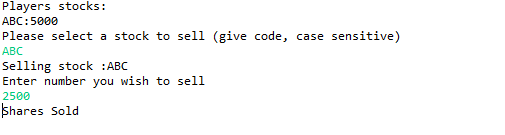 Players stocks:
ABC:5000
Please select a stock to sell (give code, case sensitive)
ABC
Selling stock :ABC
Enter number you wish to sell
2500
Shares Sold